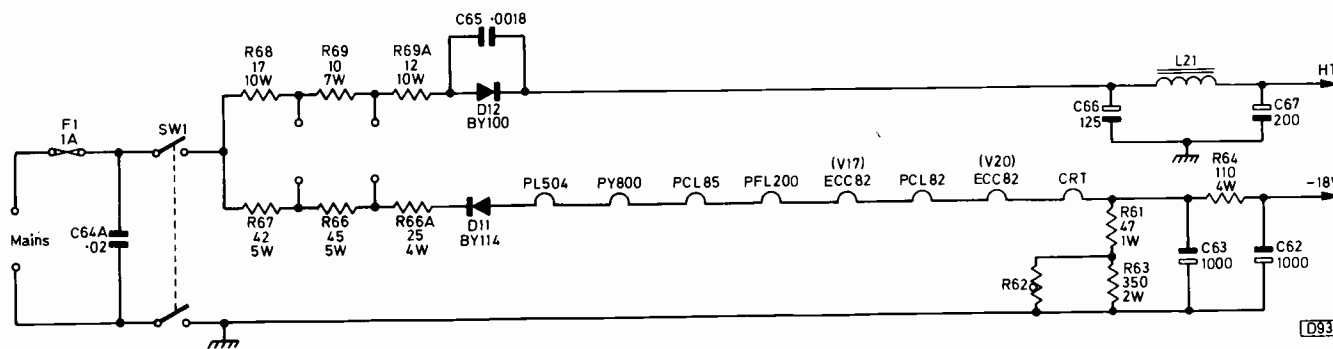 C65 ·0018
R68
17
10W
R69
10
7W
R69A
12
10W
D12
BY100
L21
HT
C66
125
C67
200
F1
1A
SW1
Mains
C64A
·02
R67
42
5W
R66
45
5W
R66A
25
4W
D11
BY114
PL504
PY800
PCL85
PFL200
(V17)
ECC82
PCL82
(V20)
ECC82
CRT
R64
110
4W
R61
47
1W
R62
R63
350
2W
C63
1000
C62
1000
D93